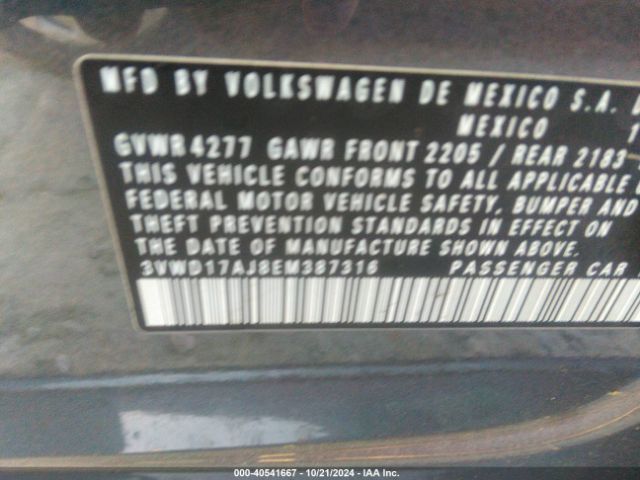 MFD BY VOLKSWAGEN DE MEXICO S.A.
MEXICO
GVWR 4277 GAWR FRONT 2205 / REAR 2183
THIS VEHICLE CONFORMS TO ALL APPLICABLE
FEDERAL MOTOR VEHICLE SAFETY, BUMPER AND
THEFT PREVENTION STANDARDS IN EFFECT ON
THE DATE OF MANUFACTURE SHOWN ABOVE.
3VWD17AJ8EM387316 PASSENGER CAR
000-40541667 - 10/21/2024 - IAA Inc.